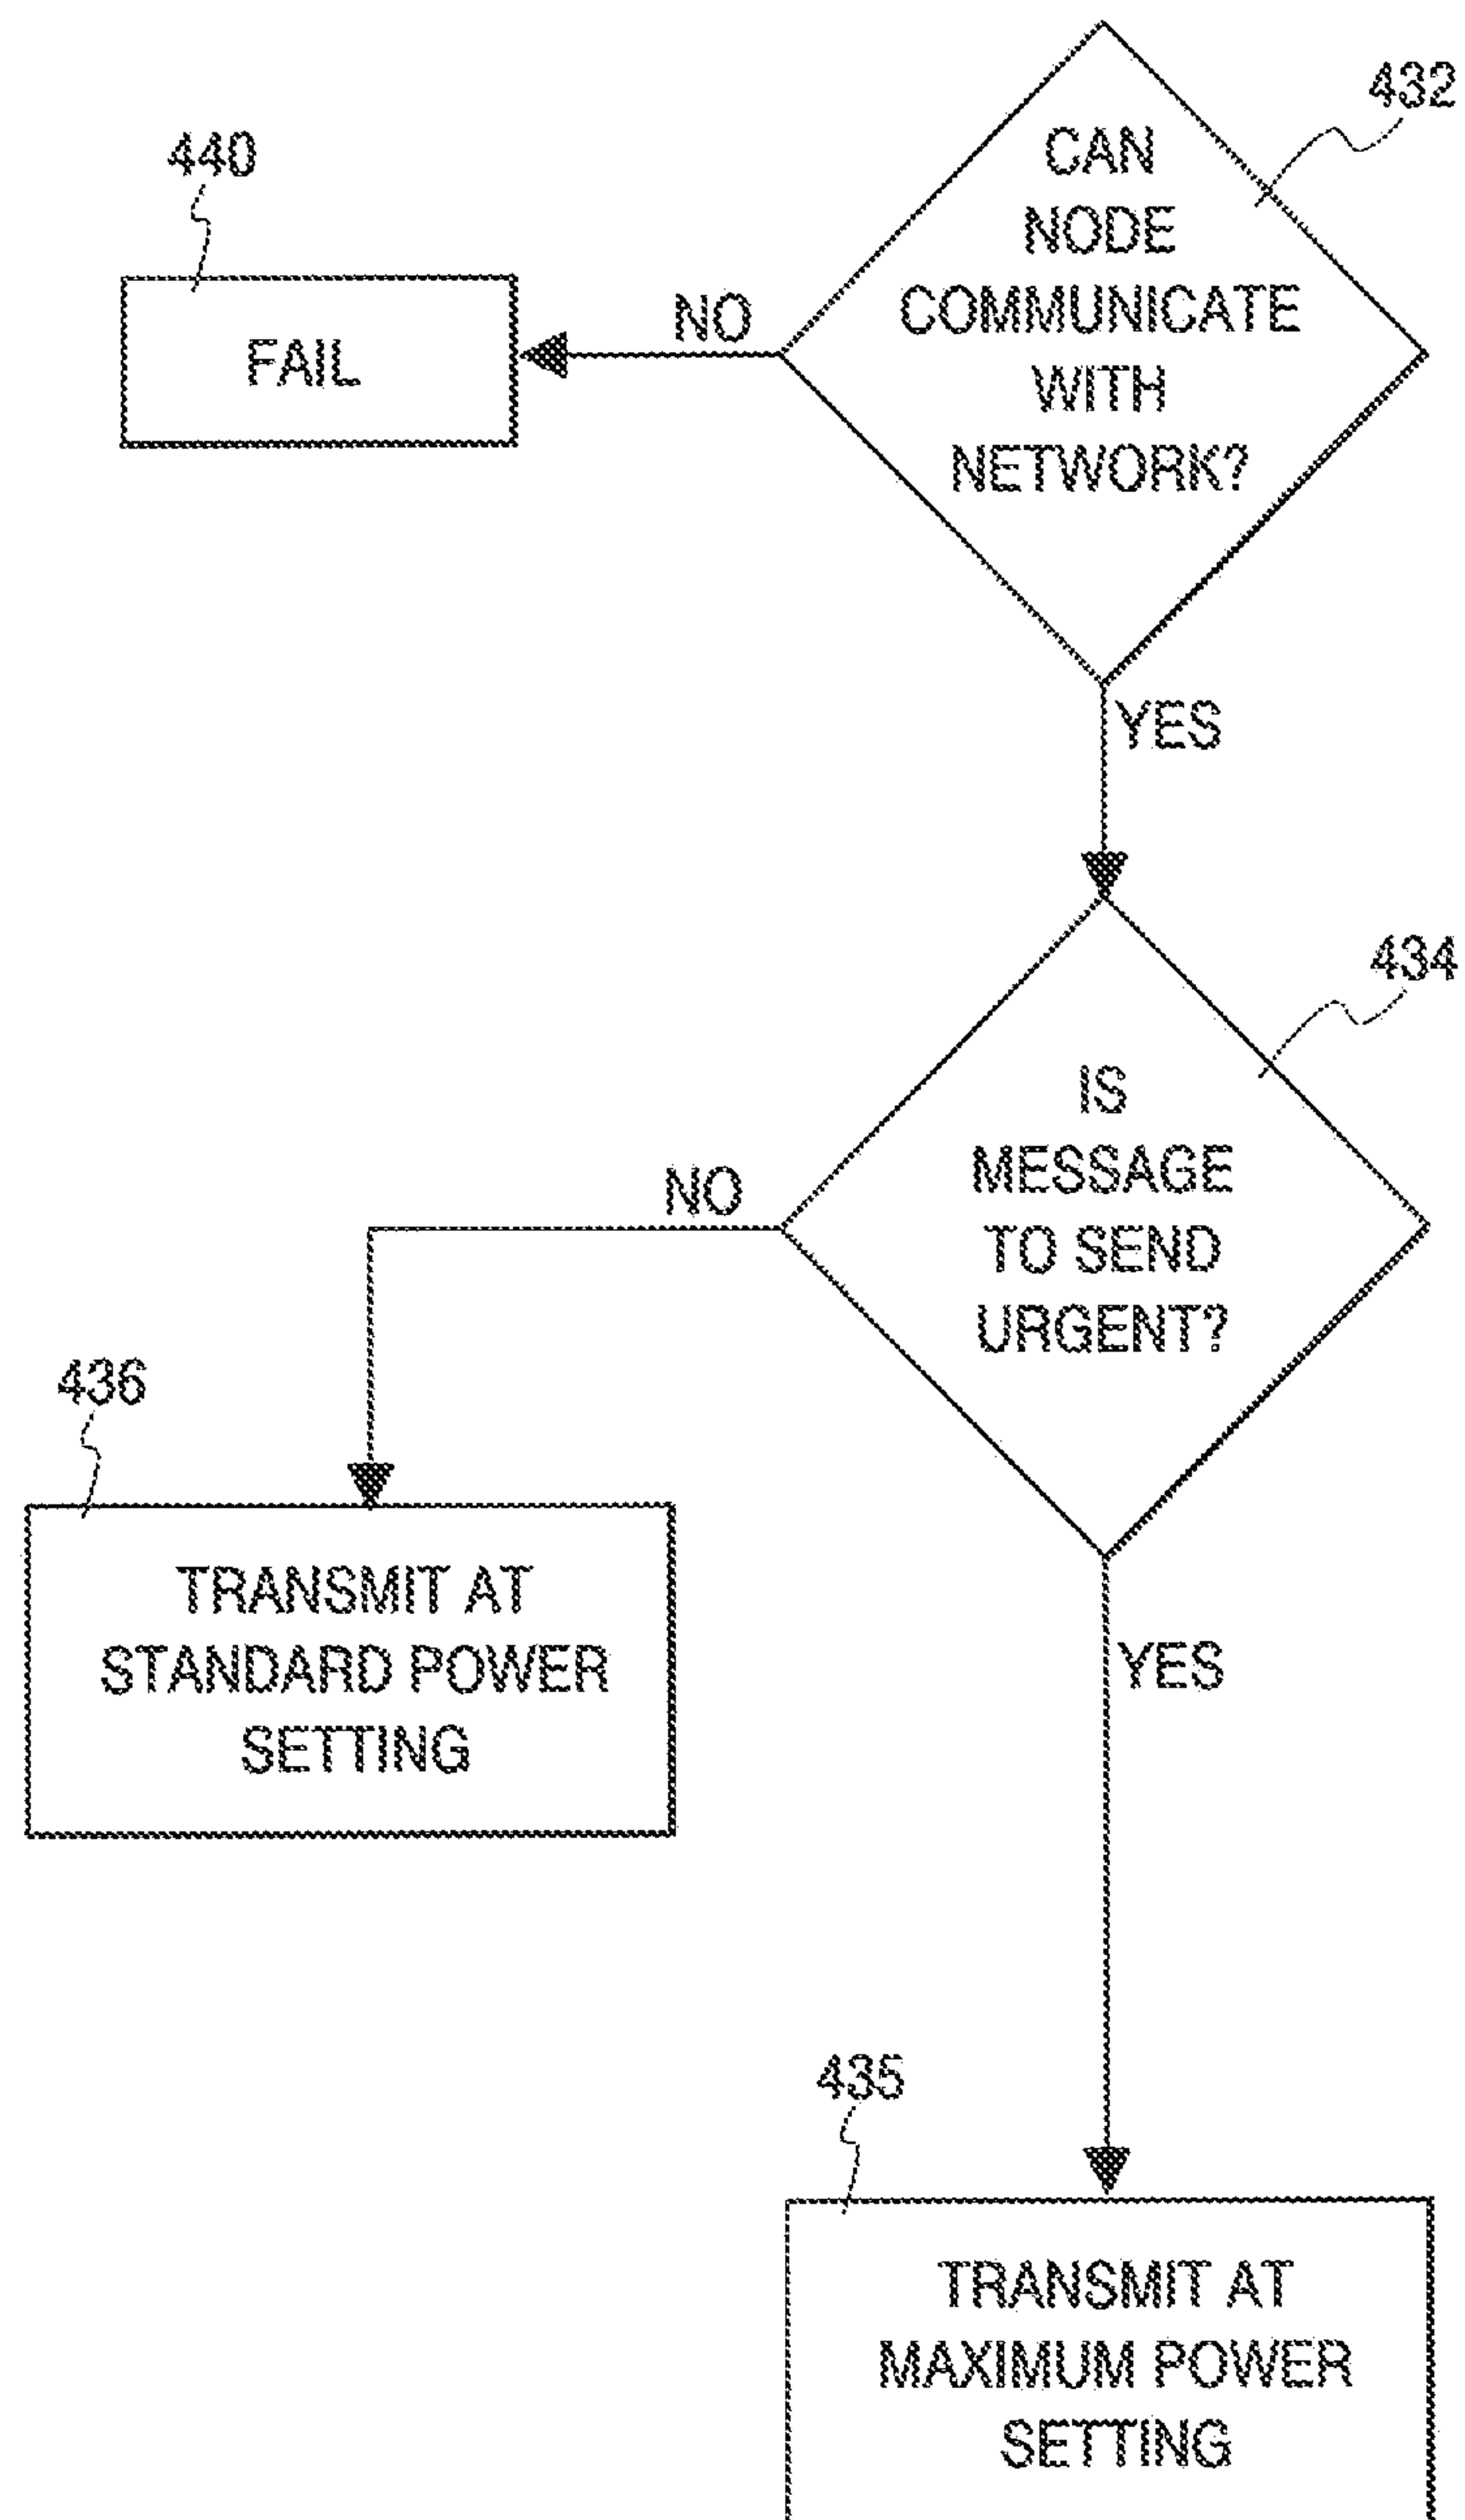 432
CAN
NODE
COMMUNICATE
WITH
NETWORK?
440
FAIL
NO
YES
434
IS
MESSAGE
TO SEND
URGENT?
NO
436
TRANSMIT AT
STANDARD POWER
SETTING
YES
435
TRANSMIT AT
MAXIMUM POWER
SETTING